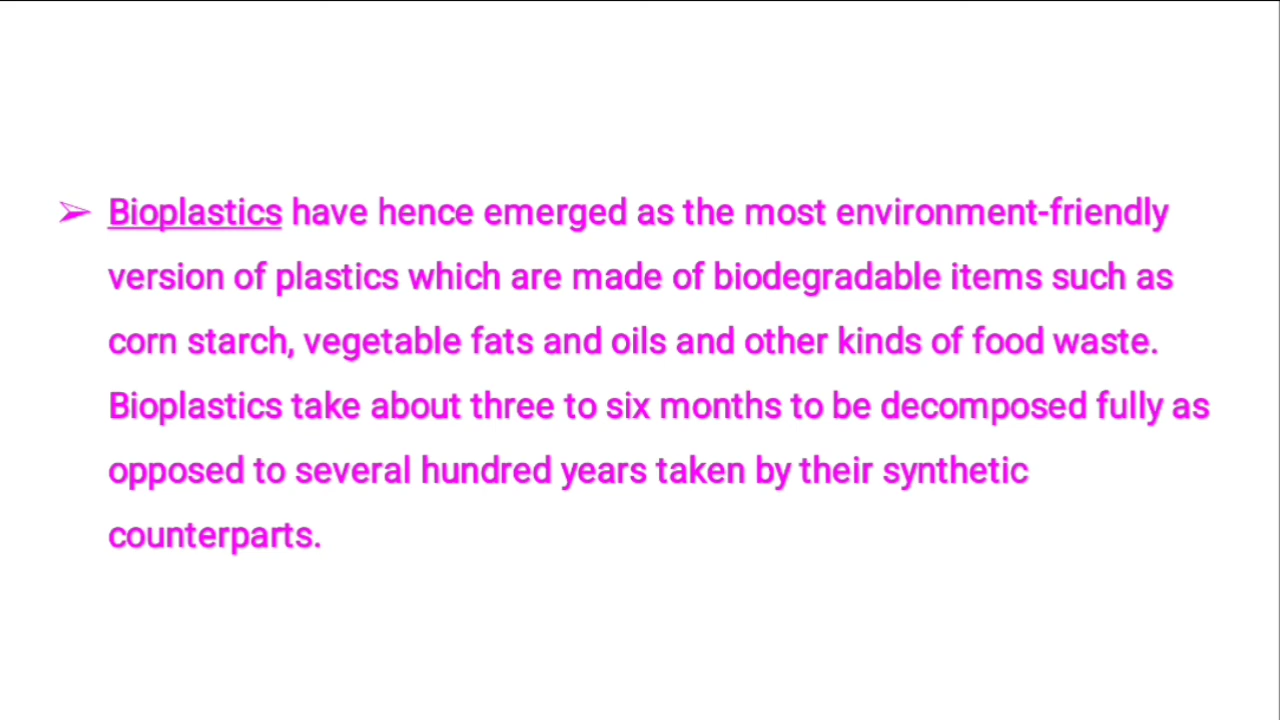 ➢ Bioplastics have hence emerged as the most environment-friendly
version of plastics which are made of biodegradable items such as
corn starch, vegetable fats and oils and other kinds of food waste.
Bioplastics take about three to six months to be decomposed fully as
opposed to several hundred years taken by their synthetic
counterparts.